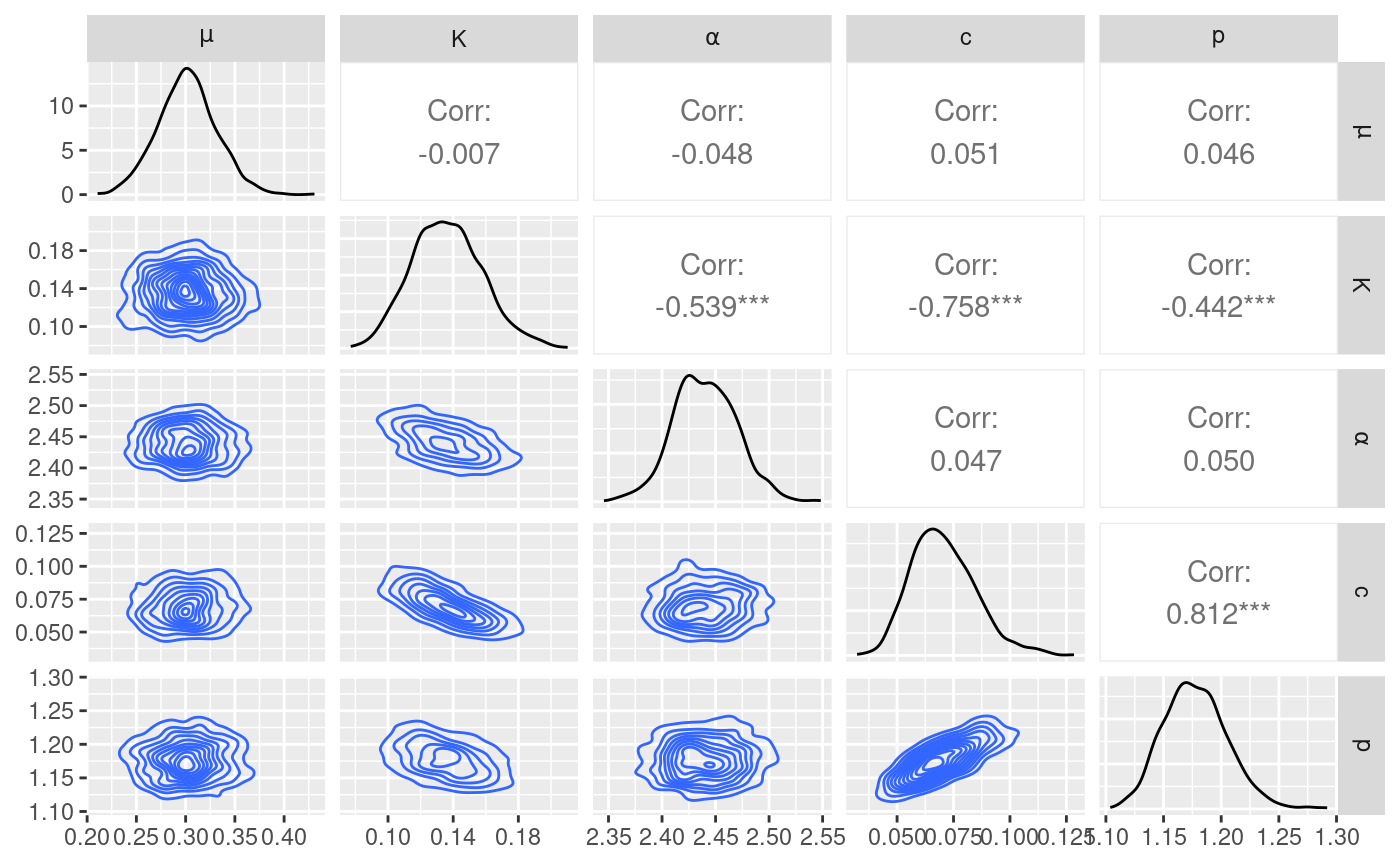 μ K α c p
10 Corr: Corr: Corr: Corr:
5 -0.007 -0.048 0.051 0.046 μ
0
0.18 Corr: Corr: Corr:
0.14 -0.539*** -0.758*** -0.442*** K
0.10
2.55
2.50 Corr: Corr:
2.45 0.047 0.050 α
2.40
2.35
0.125
0.100 Corr:
0.075 0.812*** c
0.050
1.30
1.25
1.20 p
1.15
1.10
0.20 0.25 0.30 0.35 0.40 0.10 0.14 0.18 2.35 2.40 2.45 2.50 2.55 0.050 0.075 0.100 0.125 1.10 1.15 1.20 1.25 1.30